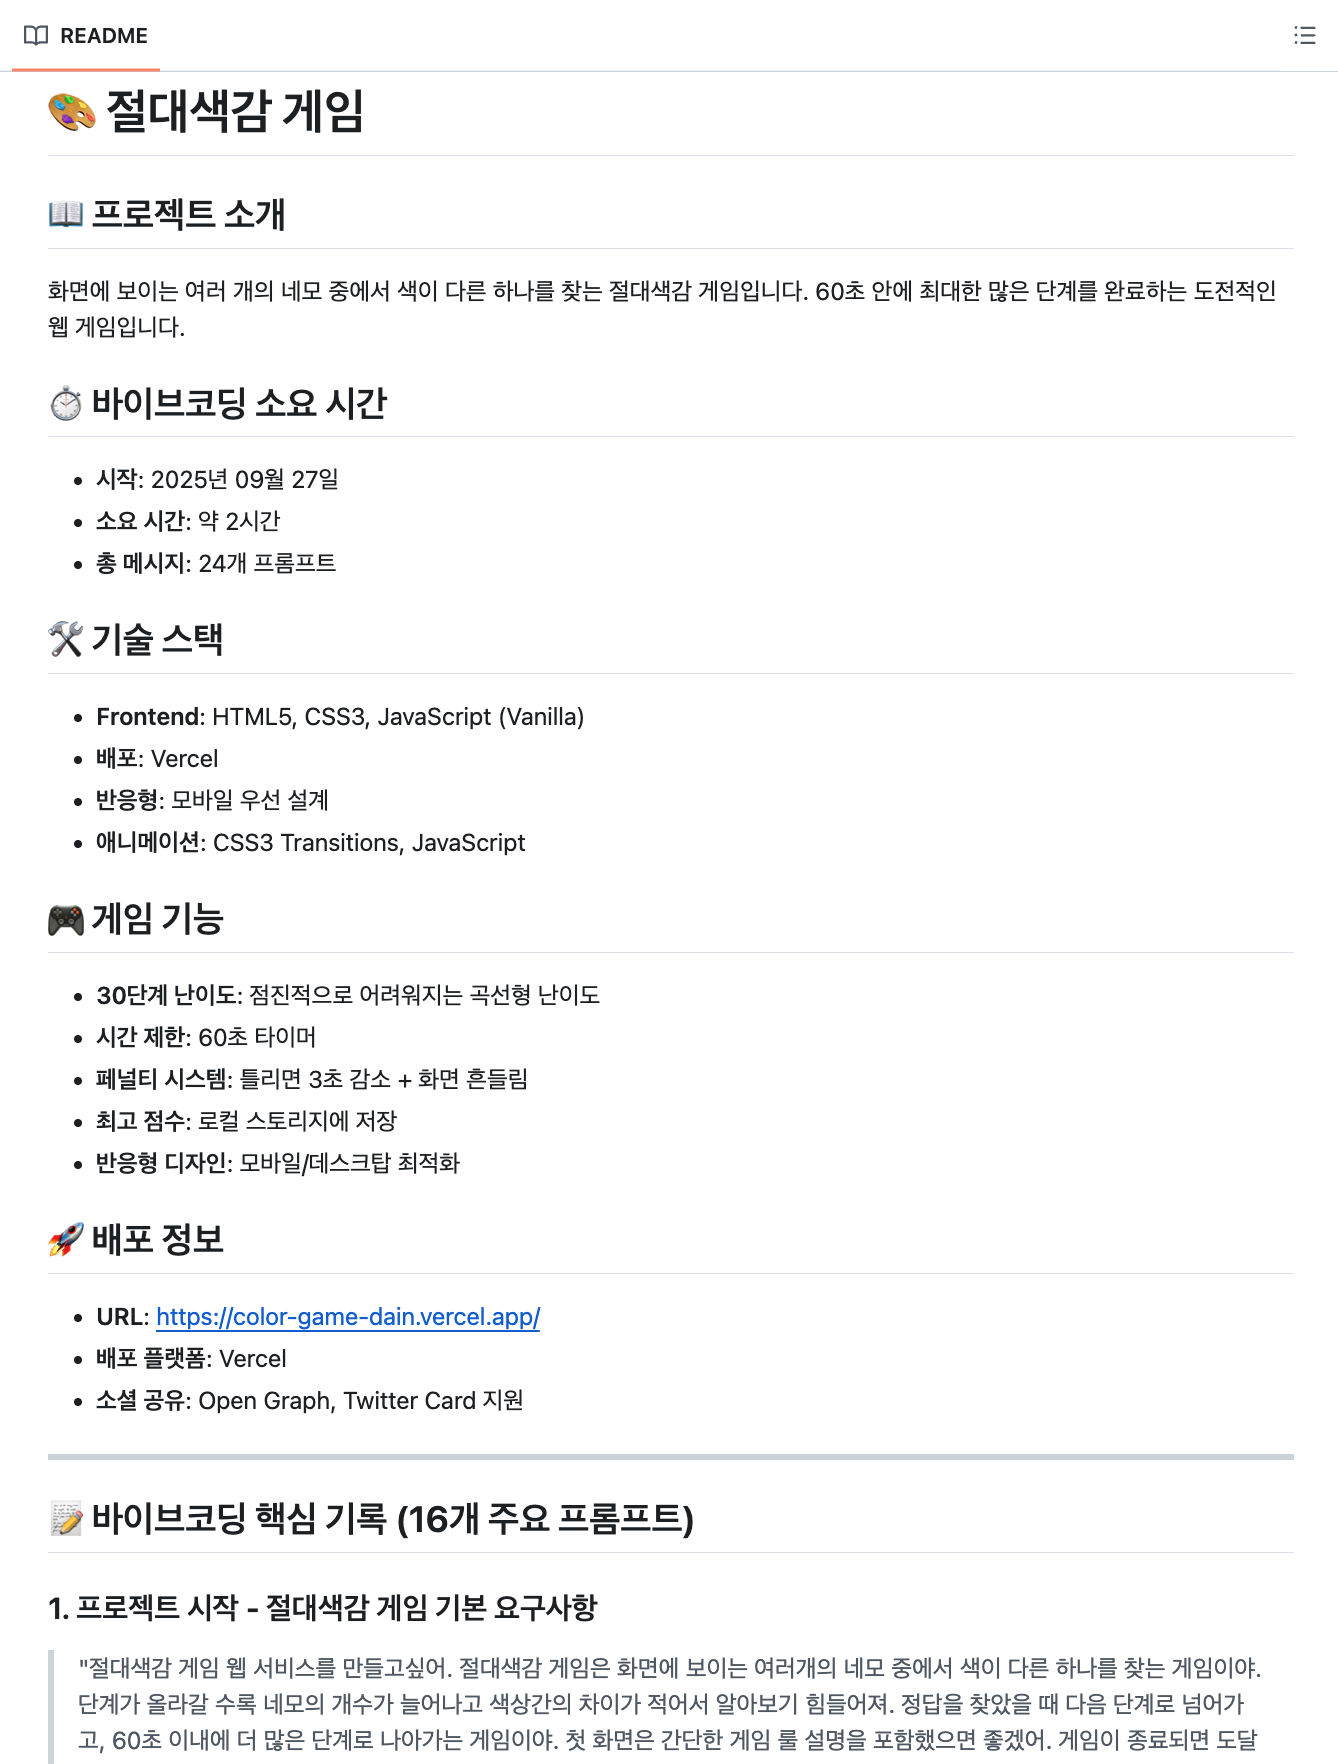 README
🎨 절대색감 게임
📖 프로젝트 소개
화면에 보이는 여러 개의 네모 중에서 색이 다른 하나를 찾는 절대색감 게임입니다. 60초 안에 최대한 많은 단계를 완료하는 도전적인
웹 게임입니다.
⏱️ 바이브코딩 소요 시간
• 시작: 2025년 09월 27일
• 소요 시간: 약 2시간
• 총 메시지: 24개 프롬프트
🛠️ 기술 스택
• Frontend: HTML5, CSS3, JavaScript (Vanilla)
• 배포: Vercel
• 반응형: 모바일 우선 설계
• 애니메이션: CSS3 Transitions, JavaScript
🎮 게임 기능
• 30단계 난이도: 점진적으로 어려워지는 곡선형 난이도
• 시간 제한: 60초 타이머
• 페널티 시스템: 틀리면 3초 감소 + 화면 흔들림
• 최고 점수: 로컬 스토리지에 저장
• 반응형 디자인: 모바일/데스크탑 최적화
🚀 배포 정보
• URL: https://color-game-dain.vercel.app/
• 배포 플랫폼: Vercel
• 소셜 공유: Open Graph, Twitter Card 지원
📝 바이브코딩 핵심 기록 (16개 주요 프롬프트)
1. 프로젝트 시작 - 절대색감 게임 기본 요구사항
"절대색감 게임 웹 서비스를 만들고싶어. 절대색감 게임은 화면에 보이는 여러개의 네모 중에서 색이 다른 하나를 찾는 게임이야.
단계가 올라갈 수록 네모의 개수가 늘어나고 색상간의 차이가 적어서 알아보기 힘들어져. 정답을 찾았을 때 다음 단계로 넘어가
고, 60초 이내에 더 많은 단계로 나아가는 게임이야. 첫 화면은 간단한 게임 룰 설명을 포함했으면 좋겠어. 게임이 종료되면 도달